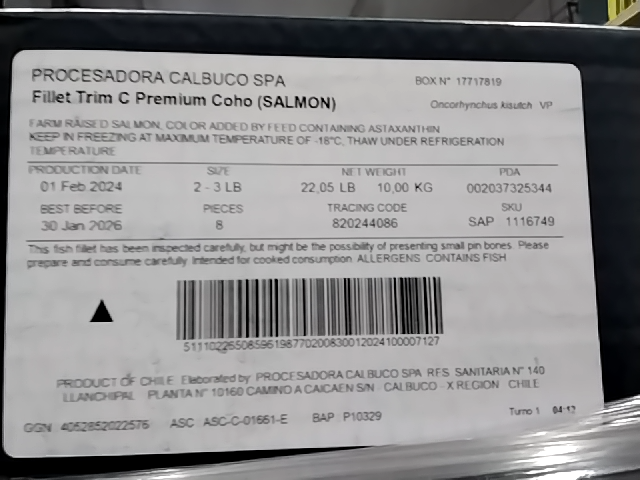 PROCESADORA CALBUCO SPA
BOX N° 17717819
Fillet Trim C Premium Coho (SALMON)
Oncorhynchus kisutch VP
FARM RAISED SALMON, COLOR ADDED BY FEED CONTAINING ASTAXANTHIN
KEEP IN FREEZING AT MAXIMUM TEMPERATURE OF -18°C, THAW UNDER REFRIGERATION
TEMPERATURE
PRODUCTION DATE SIZE NET WEIGHT PDA
01 Feb 2024 2 - 3 LB 22,05 LB 10,00 KG 002037325344
BEST BEFORE PIECES TRACING CODE SKU
30 Jan 2026 8 820244086 SAP 1116749
This fish fillet has been inspected carefully, but might be the possibility of presenting small pin bones. Please
prepare and consume carefully. Intended for cooked consumption. ALLERGENS: CONTAINS FISH
PRODUCT OF CHILE Elaborated by: PROCESADORA CALBUCO SPA RES. SANITARIA N° 140
LLANCHIPAL PLANTA N° 10160 CAMINO A CAICAEN S/N - CALBUCO - X REGION CHILE
GGN 4052852022576 ASC ASC-C-01661-E BAP P10329
Turno 1